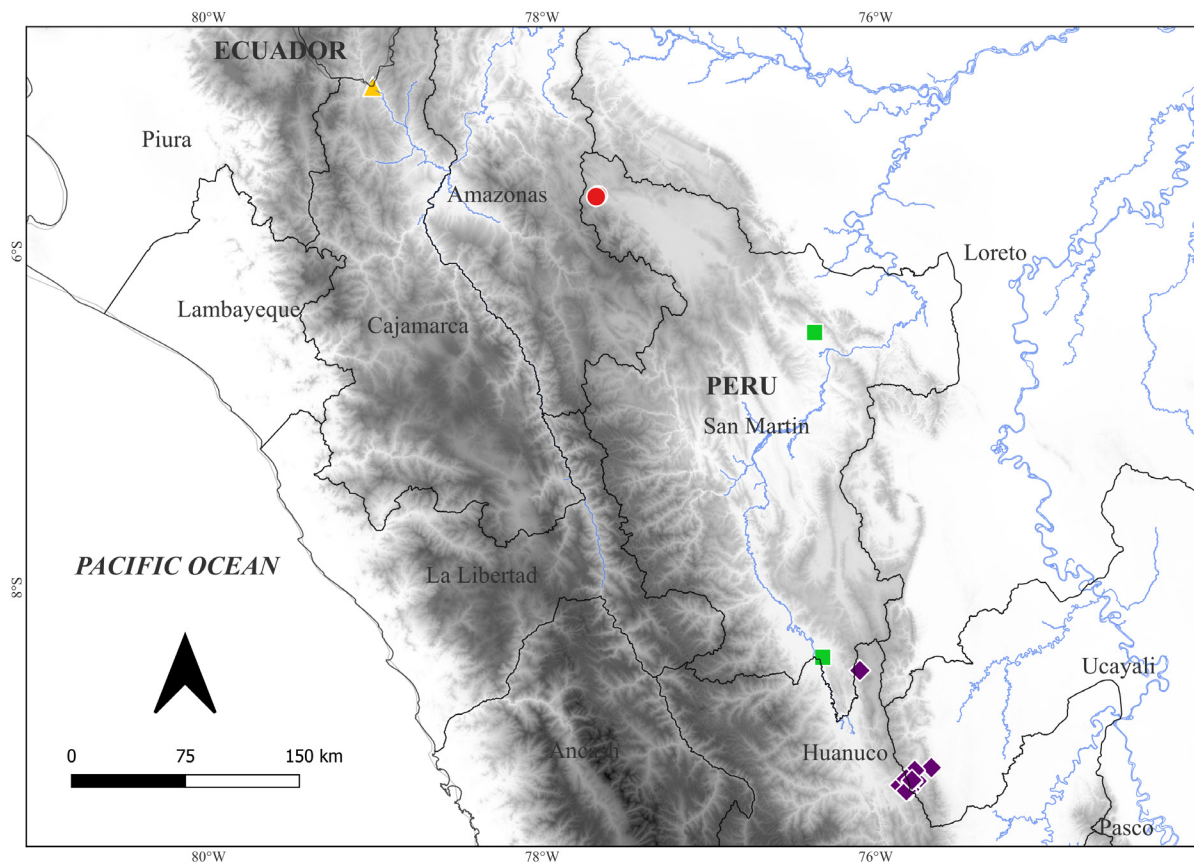 80°W 78°W 76°W
ECUADOR
Piura
Amazonas
6°S
Loreto
Lambayeque
Cajamarca
PERU
San Martin
PACIFIC OCEAN
La Libertad
8°S
Ucayali
0 75 150 km
Ancash
Huanuco
Pasco
80°W 78°W 76°W